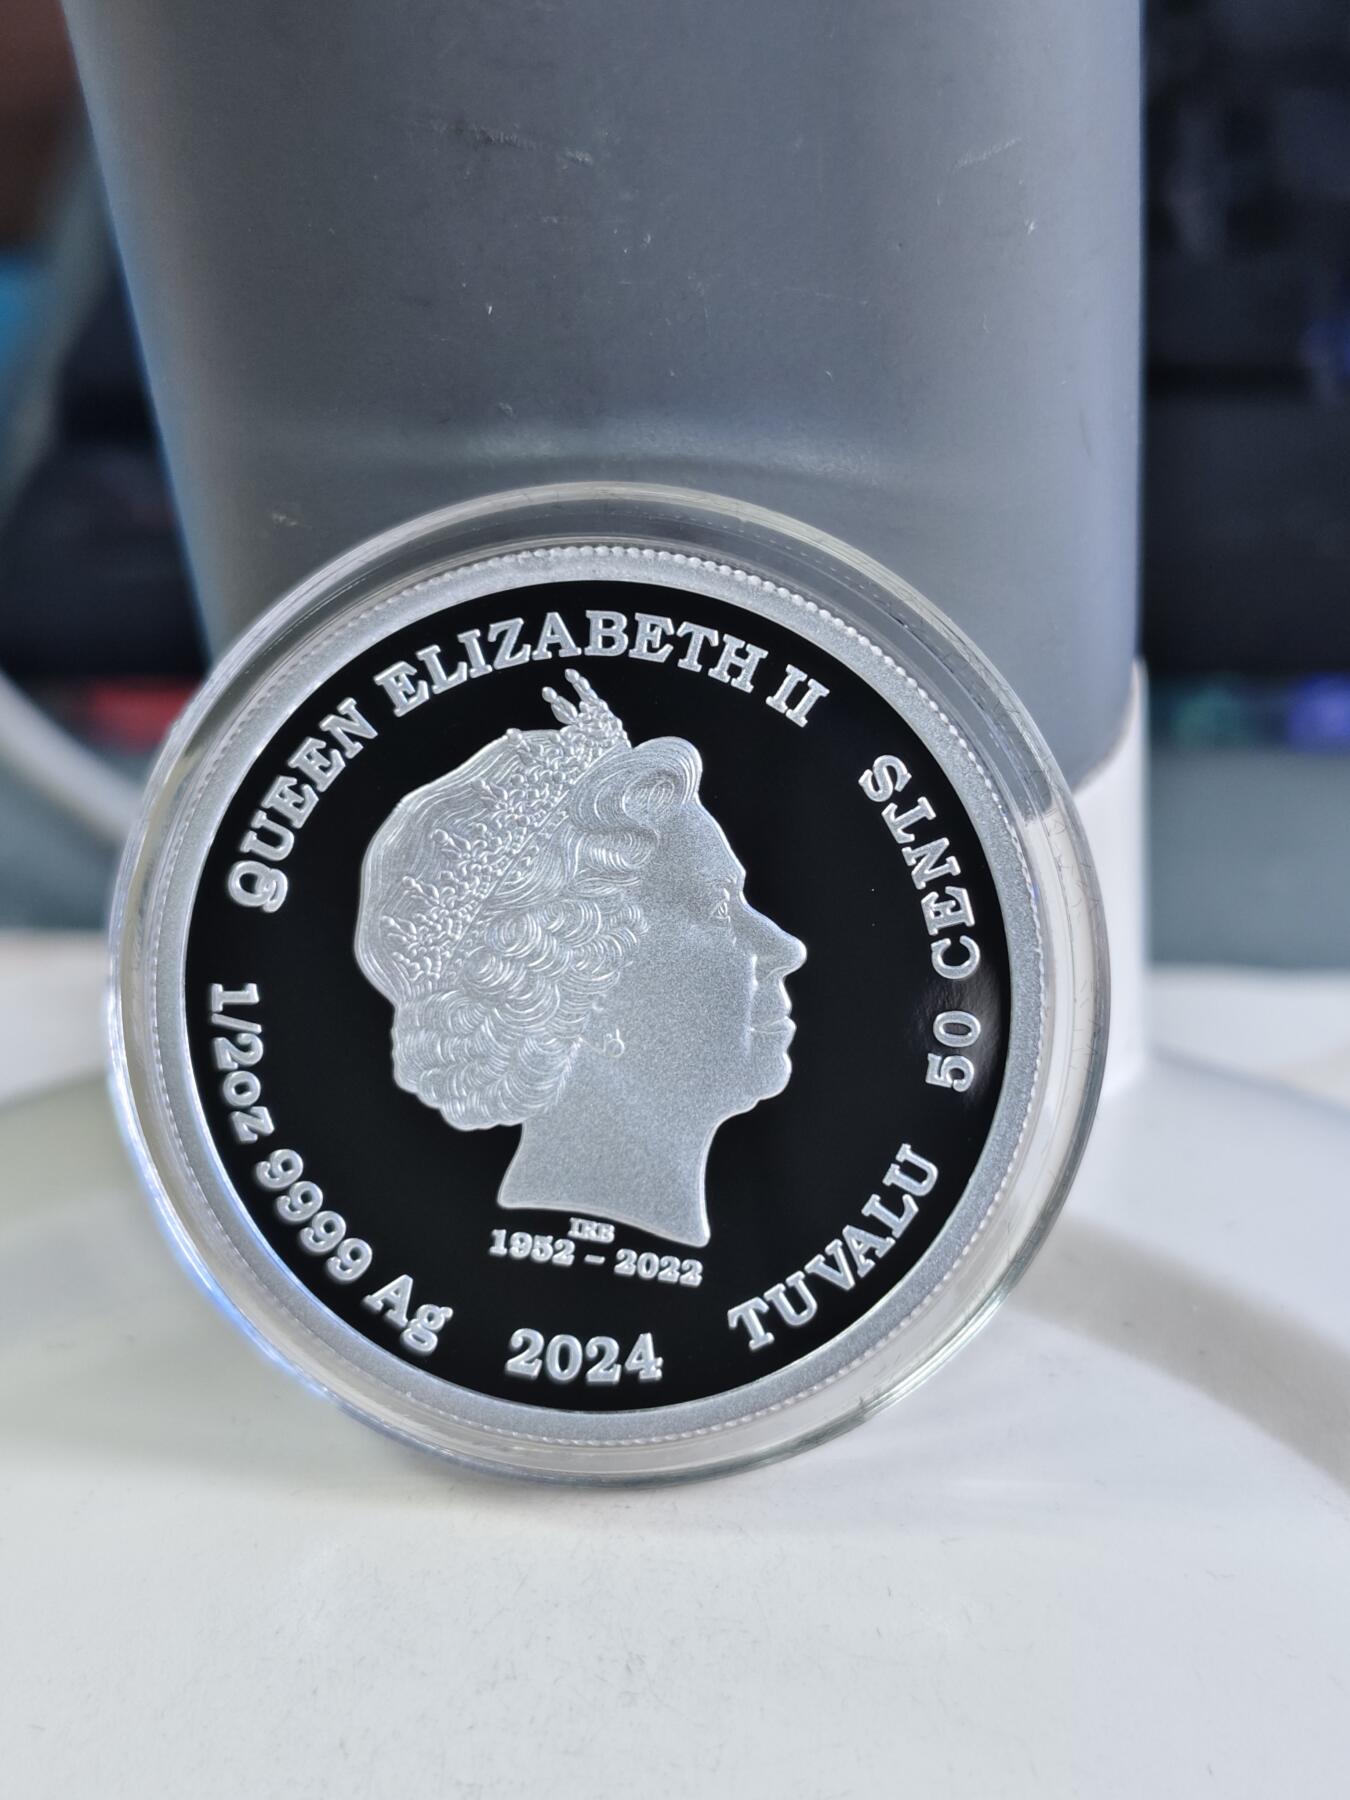 QUEEN ELIZABETH II
50 CENTS
TUVALU
2024
1/2oz 9999 Ag
IRB
1952 - 2022